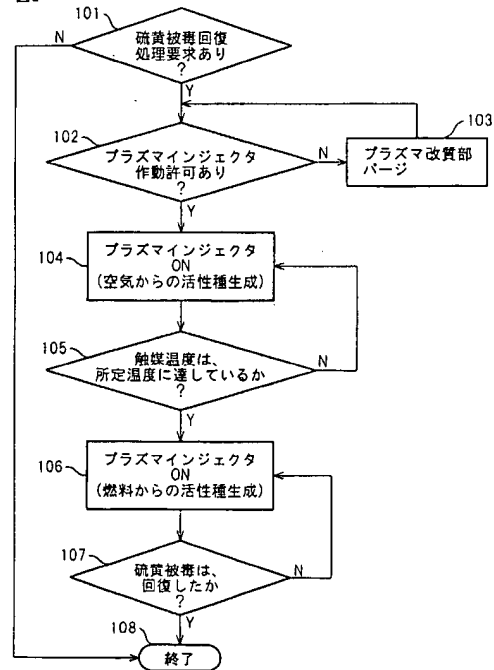 101
N
硫黄被毒回復
処理要求あり
?
Y
102
プラズマインジェクタ
作動許可あり
?
N
103
プラズマ改質部
パージ
Y
104
プラズマインジェクタ
ON
(空気からの活性種生成)
105
触媒温度は、
所定温度に達しているか
?
N
Y
106
プラズマインジェクタ
ON
(燃料からの活性種生成)
107
硫黄被毒は、
回復したか
?
N
Y
108
終了